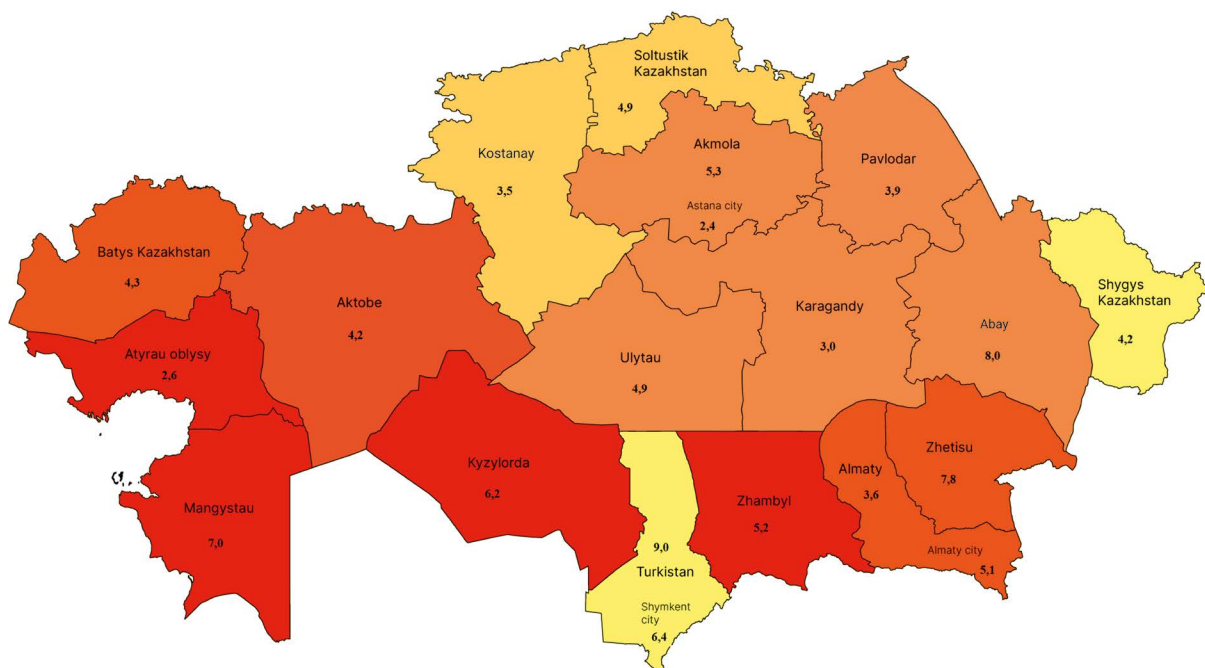 Soltustik
Kazakhstan
4,9
Kostanay
3,5
Akmola
5,3
Astana city
2,4
Pavlodar
3,9
Batys Kazakhstan
4,3
Aktobe
4,2
Atyrau oblysy
2,6
Ulytau
4,9
Karagandy
3,0
Abay
8,0
Shygys
Kazakhstan
4,2
Mangystau
7,0
Kyzylorda
6,2
9,0
Turkistan
Shymkent
city
6,4
Zhambyl
5,2
Almaty
3,6
Zhetisu
7,8
Almaty city
5,1